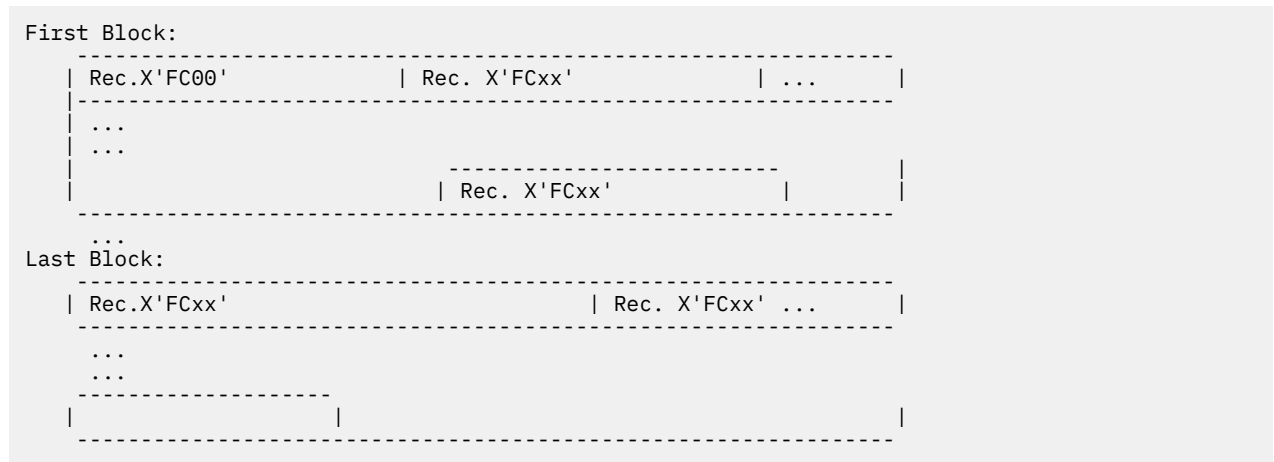 First Block:
| Rec.X'FC00' | Rec. X'FCxx' | ... |
...
...
| Rec. X'FCxx' | |
...
Last Block:
| Rec.X'FCxx' | Rec. X'FCxx' ... |
...
...